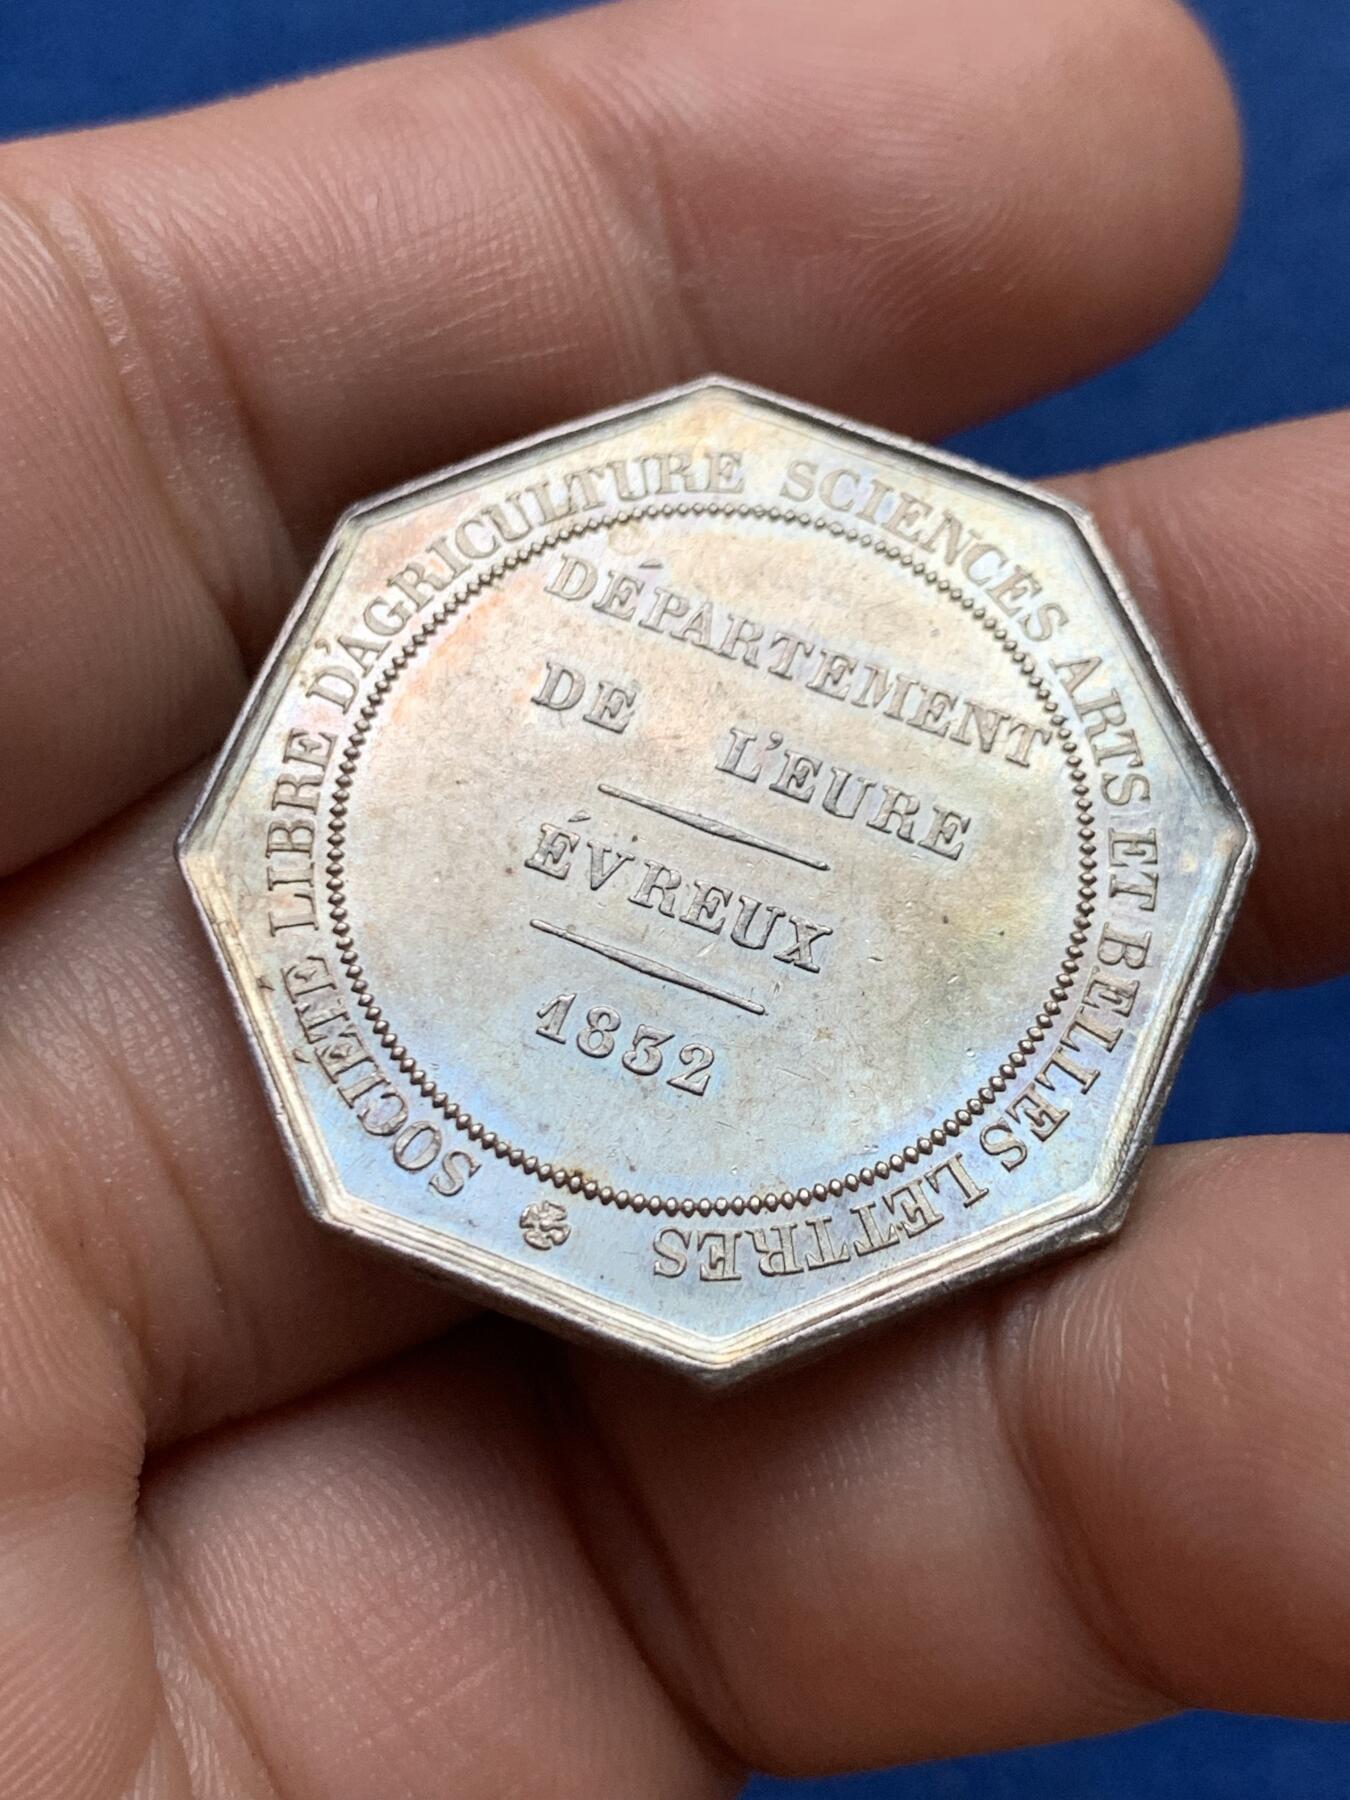 SOCIÉTÉ LIBRE D'AGRICULTURE SCIENCES ARTS ET BELLES LETTRES
DÉPARTEMENT
DE L'EURE
ÉVREUX
1832